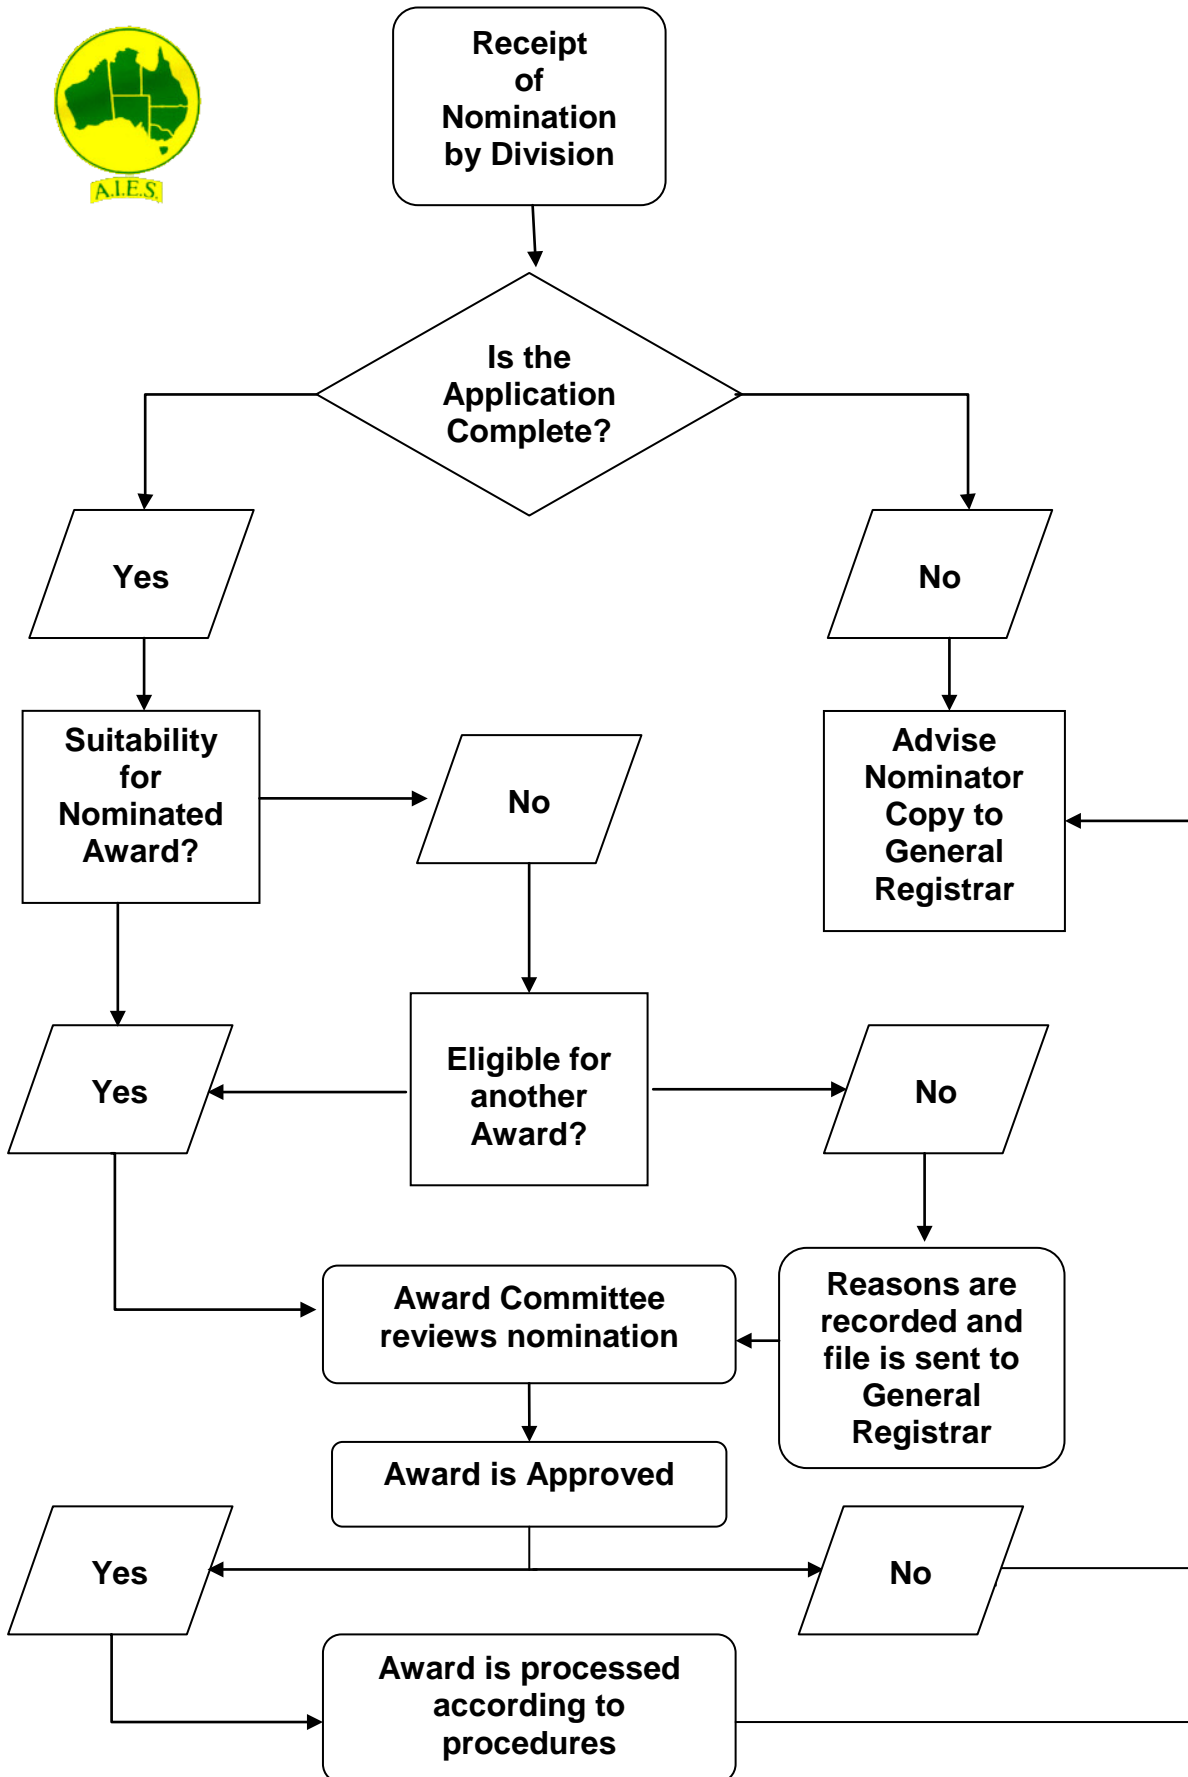 A.I.E.S.
Receipt
of
Nomination
by Division
Is the
Application
Complete?
Yes
No
Suitability
for
Nominated
Award?
No
Advise
Nominator
Copy to
General
Registrar
Yes
Eligible for
another
Award?
No
Award Committee
reviews nomination
Reasons are
recorded and
file is sent to
General
Registrar
Award is Approved
Yes
No
Award is processed
according to
procedures